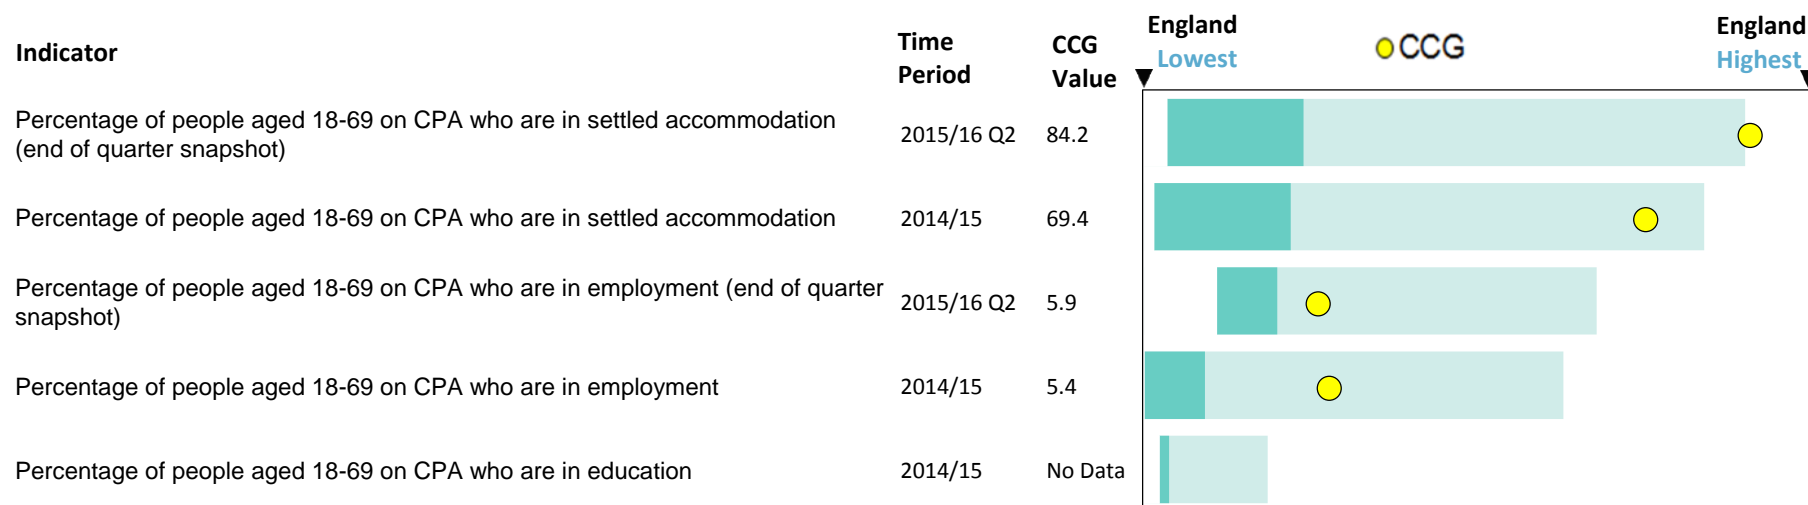 Indicator
Time
Period
CCG
Value
England
Lowest
CCG
England
Highest
Percentage of people aged 18-69 on CPA who are in settled accommodation
(end of quarter snapshot)
2015/16 Q2
84.2
Percentage of people aged 18-69 on CPA who are in settled accommodation
2014/15
69.4
Percentage of people aged 18-69 on CPA who are in employment (end of quarter
snapshot)
2015/16 Q2
5.9
Percentage of people aged 18-69 on CPA who are in employment
2014/15
5.4
Percentage of people aged 18-69 on CPA who are in education
2014/15
No Data